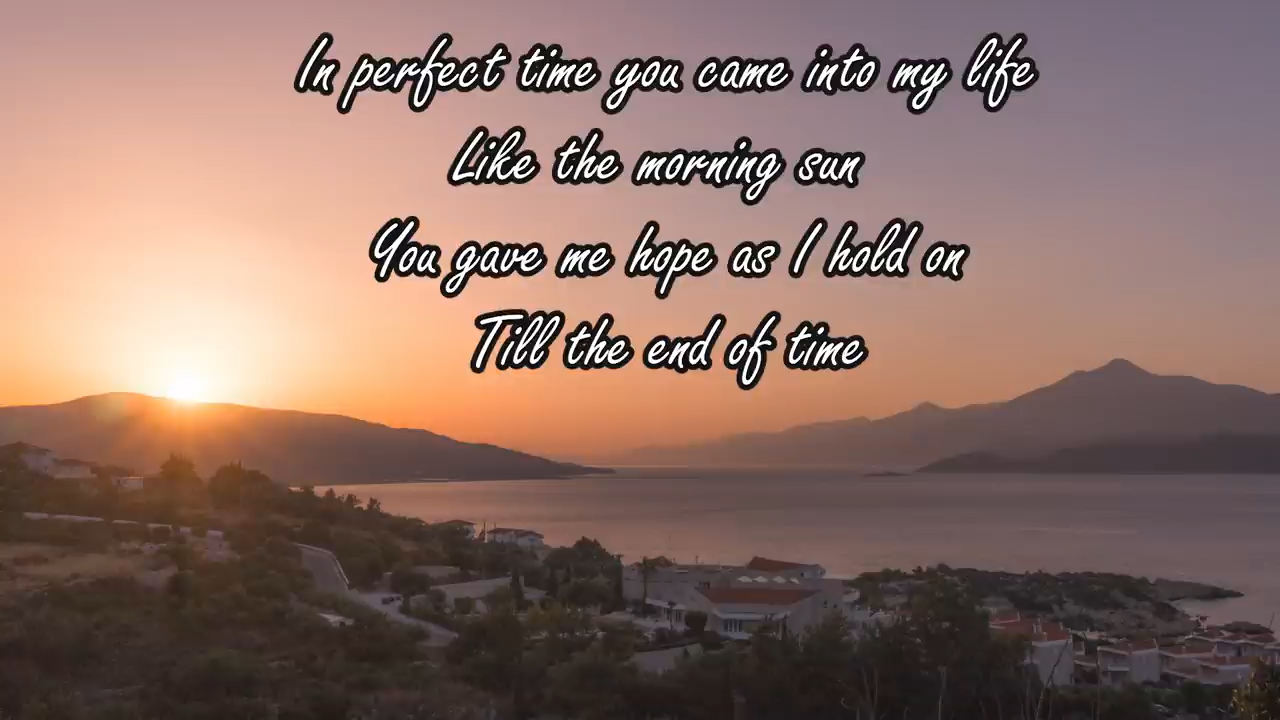 In perfect time you came into my life
Like the morning sun
You gave me hope as I hold on
Till the end of time